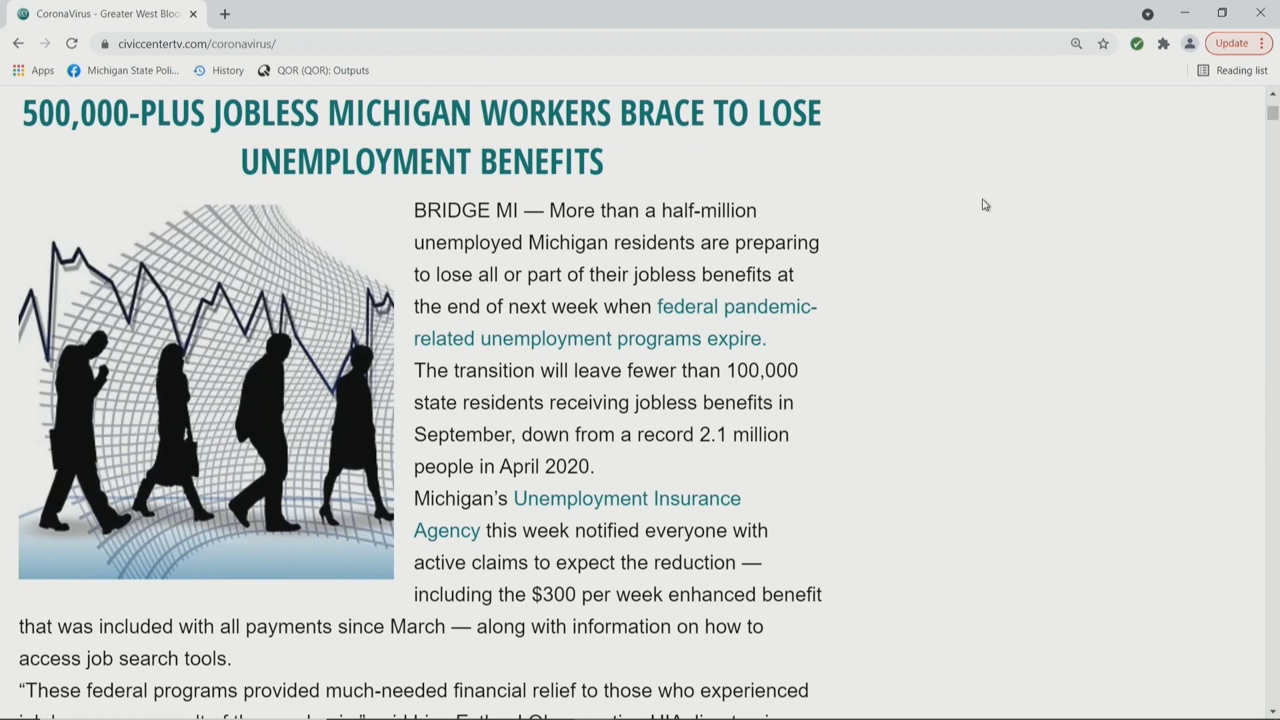 CoronaVirus - Greater West Bloo
civiccentertv.com/coronavirus/
Update
Apps
Michigan State Poli...
History
QOR (QOR): Outputs
Reading list
500,000-PLUS JOBLESS MICHIGAN WORKERS BRACE TO LOSE
UNEMPLOYMENT BENEFITS
BRIDGE MI — More than a half-million
unemployed Michigan residents are preparing
to lose all or part of their jobless benefits at
the end of next week when federal pandemic-
related unemployment programs expire.
The transition will leave fewer than 100,000
state residents receiving jobless benefits in
September, down from a record 2.1 million
people in April 2020.
Michigan’s Unemployment Insurance
Agency this week notified everyone with
active claims to expect the reduction —
including the $300 per week enhanced benefit
that was included with all payments since March — along with information on how to
access job search tools.
“These federal programs provided much-needed financial relief to those who experienced